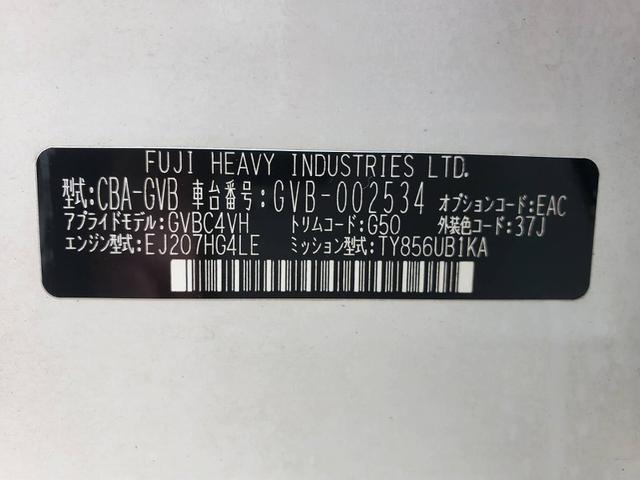 FUJI HEAVY INDUSTRIES LTD.
型式:CBA-GVB 車台番号:GVB-002534 オプションコード:EAC
アプライドモデル:GVBC4VH トリムコード:G50 外装色コード:37J
エンジン型式:EJ207HG4LE ミッション型式:TY856UB1KA